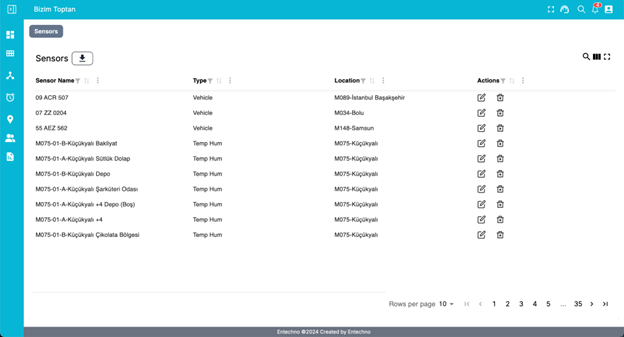 Bizim Toptan
Sensors
Sensors
Sensor Name Type Location Actions
09 ACR 507 Vehicle M089-İstanbul Başakşehir
07 ZZ 0204 Vehicle M034-Bolu
55 AEZ 562 Vehicle M148-Samsun
M075-01-B-Küçükyalı Bakliyat Temp Hum M075-Küçükyalı
M075-01-A-Küçükyalı Sütlük Dolap Temp Hum M075-Küçükyalı
M075-01-B-Küçükyalı Depo Temp Hum M075-Küçükyalı
M075-01-A-Küçükyalı Şarküteri Odası Temp Hum M075-Küçükyalı
M075-01-A-Küçükyalı +4 Depo (Boş) Temp Hum M075-Küçükyalı
M075-01-A-Küçükyalı +4 Temp Hum M075-Küçükyalı
M075-01-B-Küçükyalı Çikolata Bölgesi Temp Hum M075-Küçükyalı
Rows per page 10 1 2 3 4 5 ... 35
Entechno ©2024 Created by Entechno